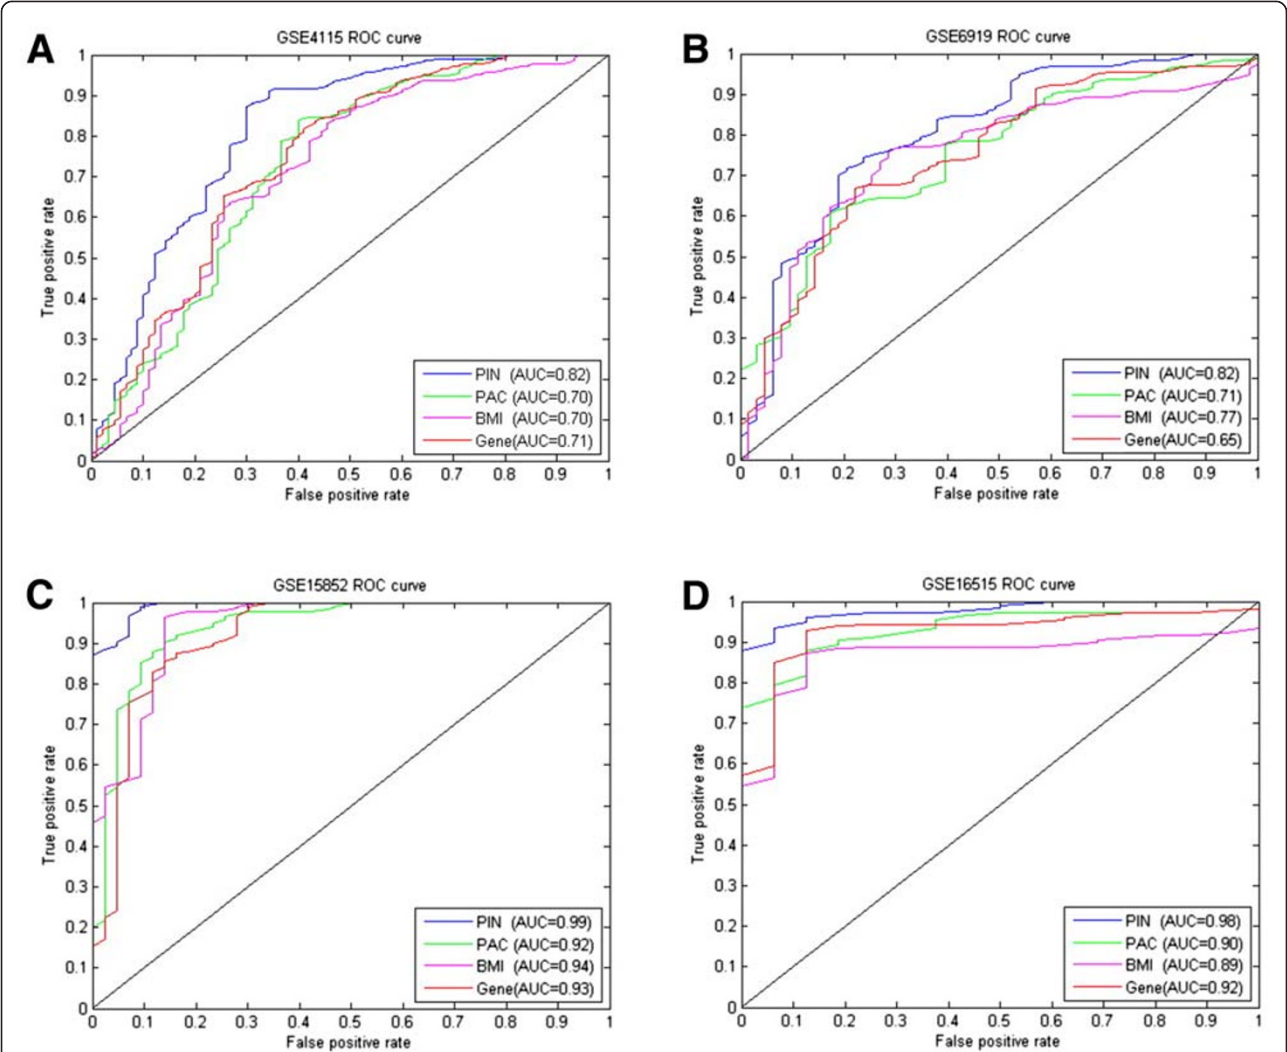 A
GSE4115 ROC curve
1
0.9
0.8
0.7
0.6
0.5
0.4
0.3
0.2
0.1
0
True positive rate
PIN (AUC=0.82)
PAC (AUC=0.70)
BMI (AUC=0.70)
Gene(AUC=0.71)
0 0.1 0.2 0.3 0.4 0.5 0.6 0.7 0.8 0.9 1
False positive rate
B
GSE6919 ROC curve
1
0.9
0.8
0.7
0.6
0.5
0.4
0.3
0.2
0.1
0
True positive rate
PIN (AUC=0.82)
PAC (AUC=0.71)
BMI (AUC=0.77)
Gene(AUC=0.65)
0 0.1 0.2 0.3 0.4 0.5 0.6 0.7 0.8 0.9 1
False positive rate
C
GSE15852 ROC curve
1
0.9
0.8
0.7
0.6
0.5
0.4
0.3
0.2
0.1
0
True positive rate
PIN (AUC=0.99)
PAC (AUC=0.92)
BMI (AUC=0.94)
Gene(AUC=0.93)
0 0.1 0.2 0.3 0.4 0.5 0.6 0.7 0.8 0.9 1
False positive rate
D
GSE16515 ROC curve
1
0.9
0.8
0.7
0.6
0.5
0.4
0.3
0.2
0.1
0
True positive rate
PIN (AUC=0.98)
PAC (AUC=0.90)
BMI (AUC=0.89)
Gene(AUC=0.92)
0 0.1 0.2 0.3 0.4 0.5 0.6 0.7 0.8 0.9 1
False positive rate